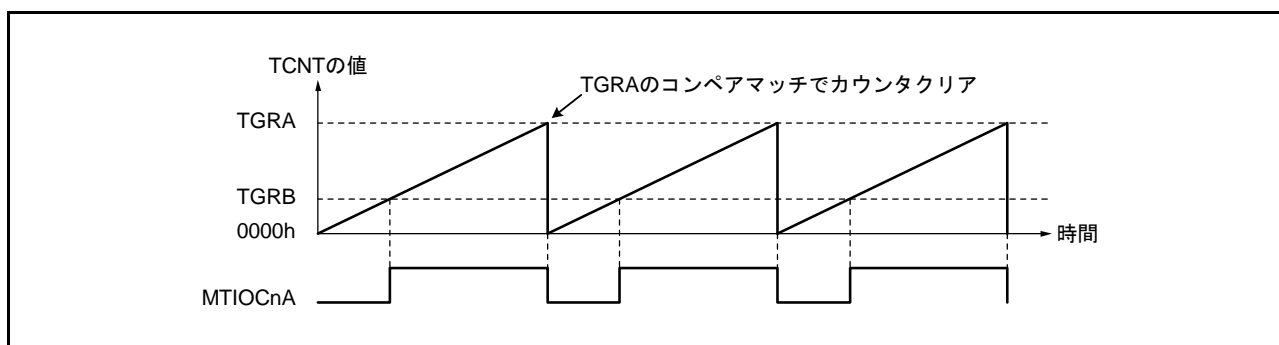 TCNTの値
TGRAのコンペアマッチでカウンタクリア
TGRA
TGRB
0000h
時間
MTIOCnA